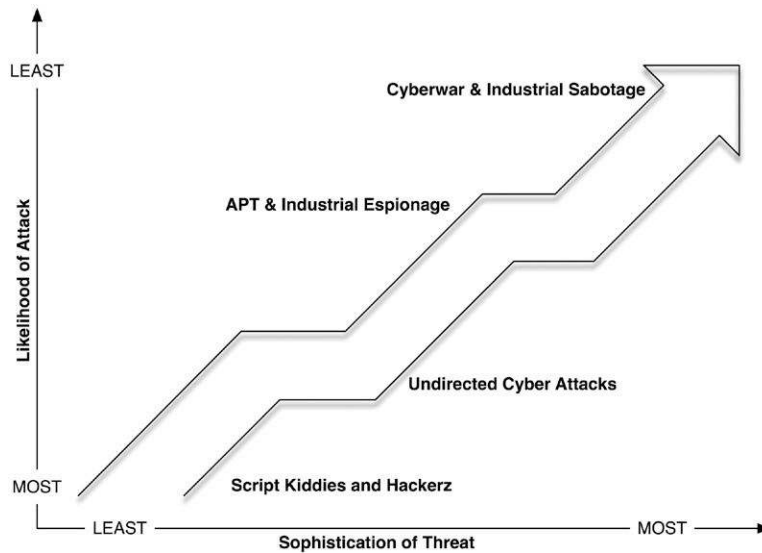 LEAST
Cyberwar & Industrial Sabotage
APT & Industrial Espionage
Likelihood of Attack
Undirected Cyber Attacks
MOST
Script Kiddies and Hackerz
LEAST
MOST
Sophistication of Threat